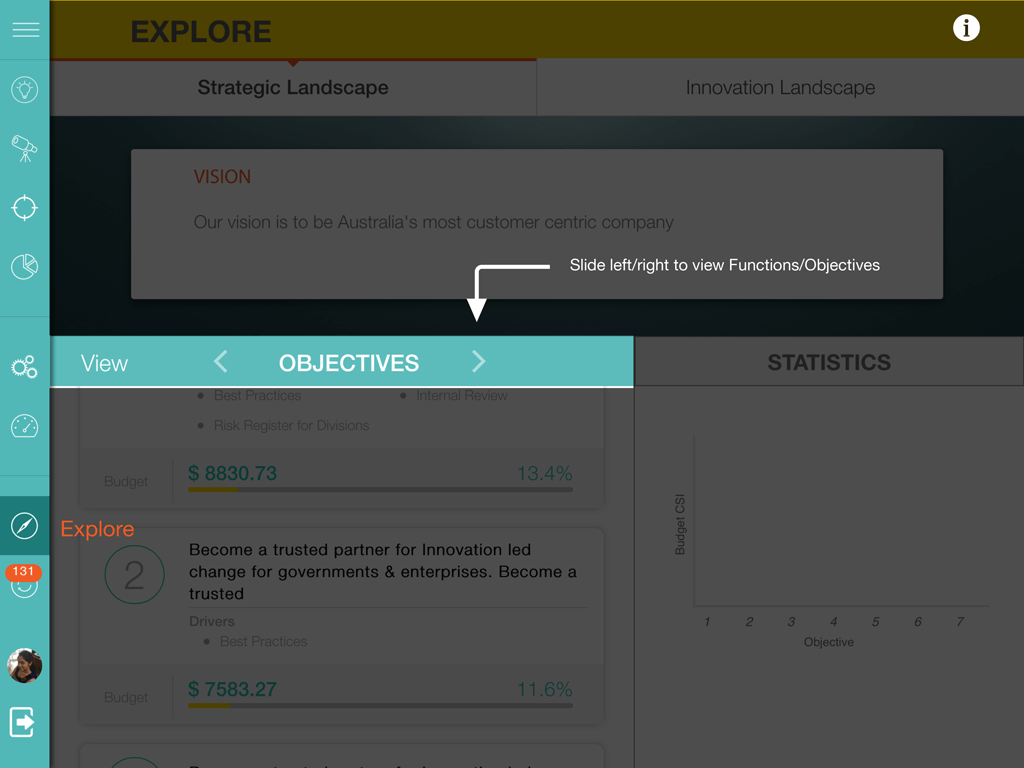 EXPLORE
i
Strategic Landscape
Innovation Landscape
VISION
Our vision is to be Australia's most customer centric company
Slide left/right to view Functions/Objectives
View
OBJECTIVES
STATISTICS
Best Practices
Internal Review
Risk Register for Divisions
Budget
$ 8830.73
13.4%
Explore
2
Become a trusted partner for Innovation led
change for governments & enterprises. Become a
trusted
Drivers
Best Practices
Budget
$ 7583.27
11.6%
131
Budget CSI
1 2 3 4 5 6 7
Objective